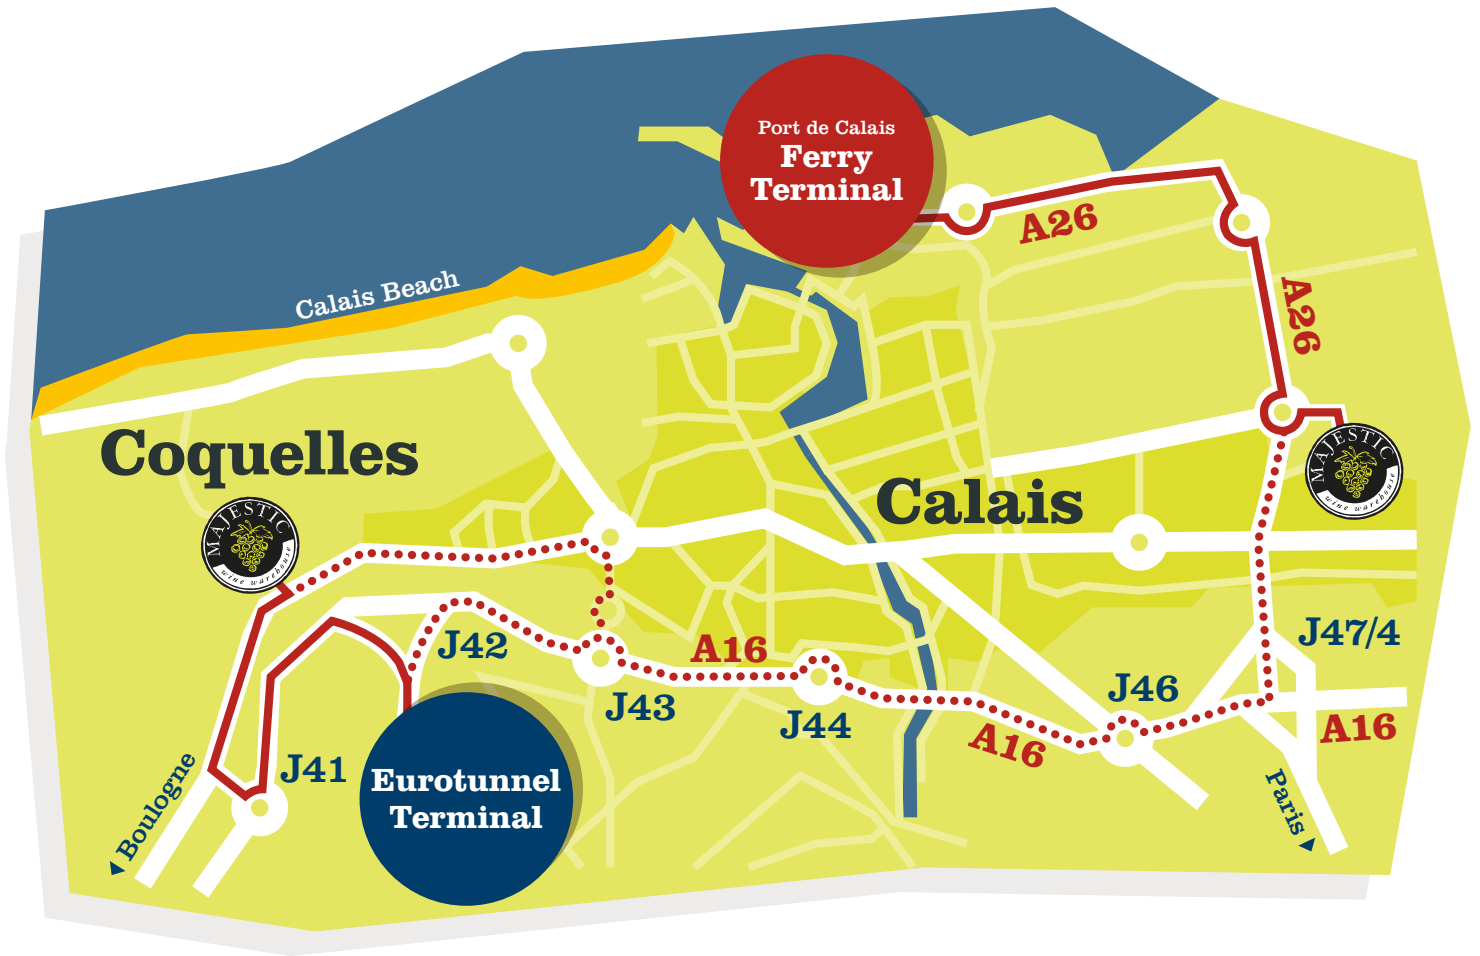 Port de Calais
Ferry
Terminal
A26
A26
Calais Beach
Coquelles
MAJESTIC
wine warehouse
Calais
MAJESTIC
wine warehouse
J42
A16
J43
J44
J46
J47/4
A16
A16
J41
Eurotunnel
Terminal
Boulogne
Paris